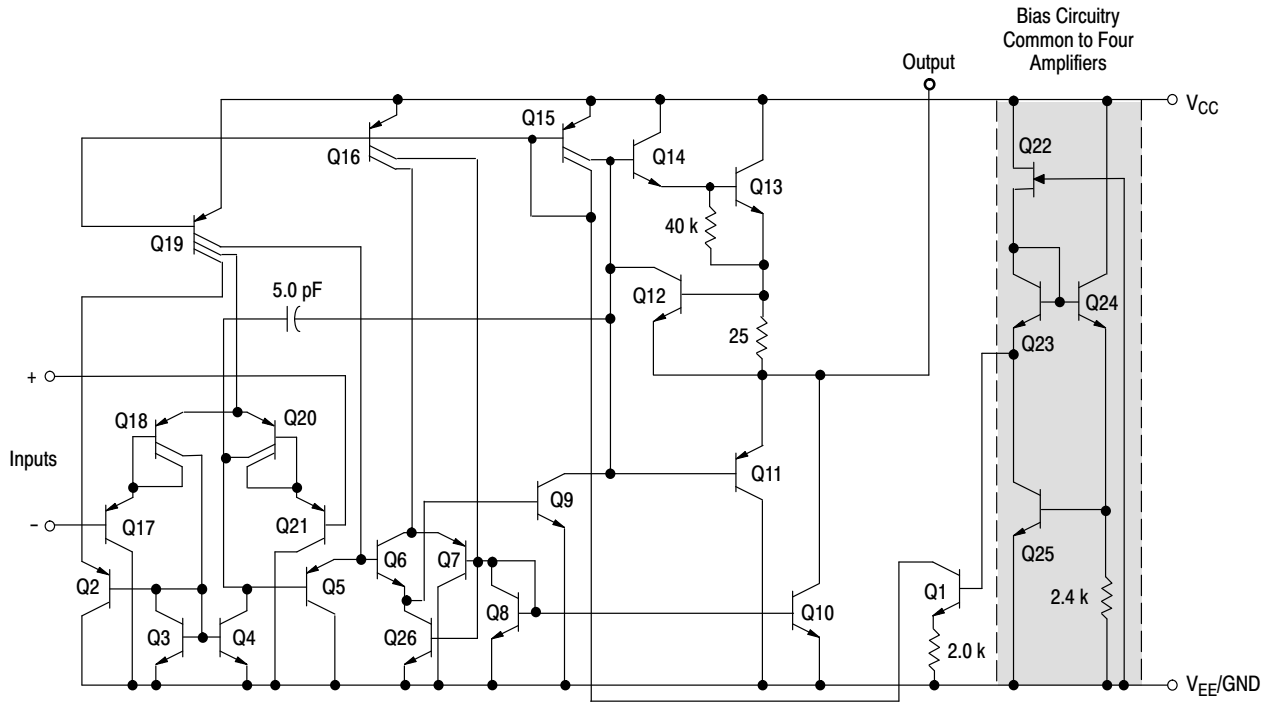 Bias Circuitry
Common to Four
Amplifiers
Output
VCC
Q15
Q16
Q14
Q22
Q13
40 k
Q19
5.0 pF
Q12
Q24
25
Q23
+
Q18
Q20
Inputs
Q11
Q9
-
Q17
Q21
Q25
Q6
Q7
Q2
Q5
Q1
2.4 k
Q8
Q10
Q3
Q4
Q26
2.0 k
VEE/GND